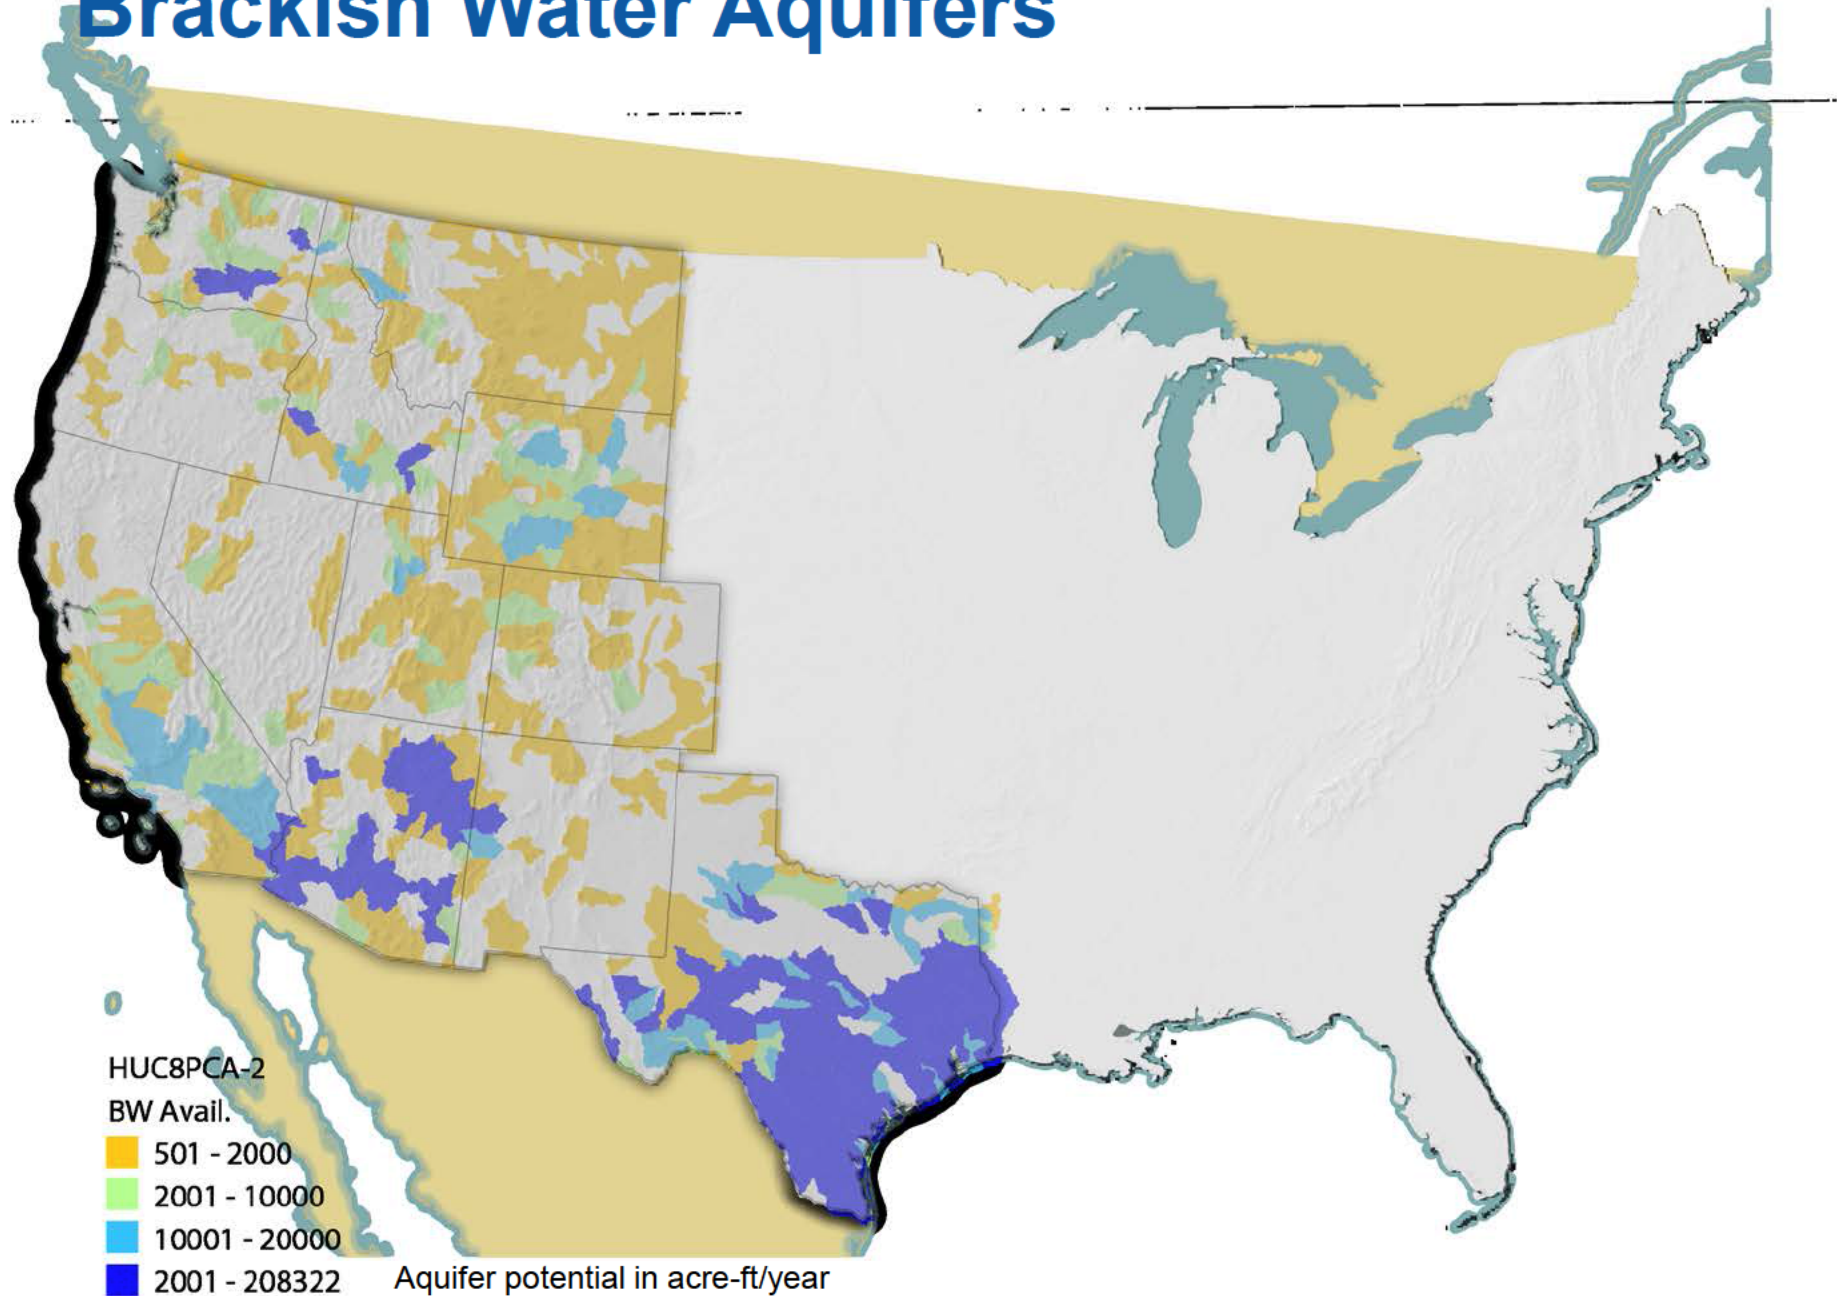 Brackish Water Aquifers
HUC8PCA-2
BW Avail.
501 - 2000
2001 - 10000
10001 - 20000
2001 - 208322
Aquifer potential in acre-ft/year